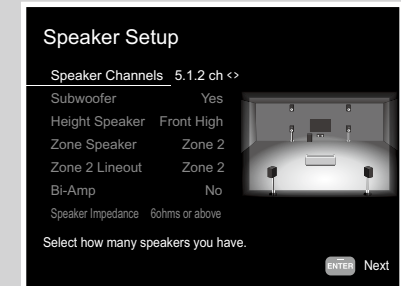 Speaker Setup
Speaker Channels 5.1.2 ch <>
Subwoofer Yes
Height Speaker Front High
Zone Speaker Zone 2
Zone 2 Lineout Zone 2
Bi-Amp No
Speaker Impedance 6ohms or above
Select how many speakers you have.
ENTER Next